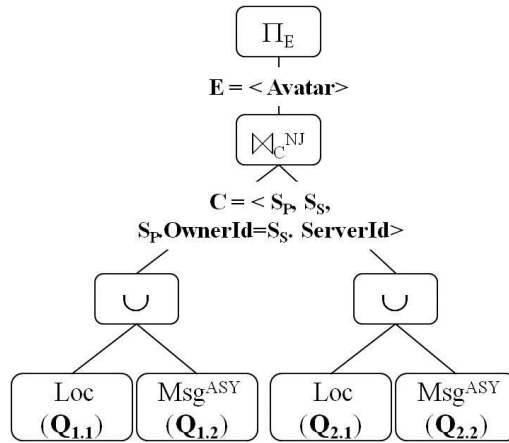 Π_E
E = < Avatar>
⋈_C^NJ
C = < S_P, S_S,
S_P.OwnerId=S_S. ServerId>
∪ ∪
Loc Msg^ASY Loc Msg^ASY
(Q_1.1) (Q_1.2) (Q_2.1) (Q_2.2)